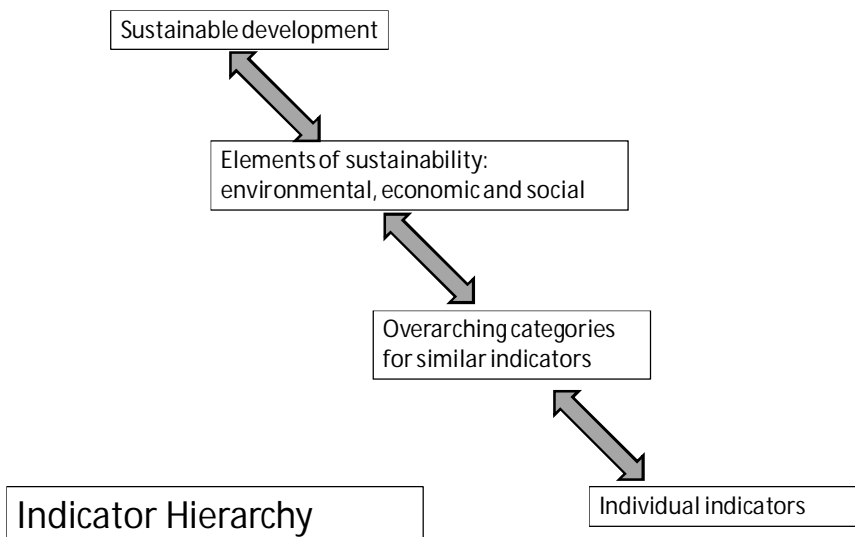 Sustainable development
Elements of sustainability:
environmental, economic and social
Overarching categories
for similar indicators
Individual indicators
Indicator Hierarchy